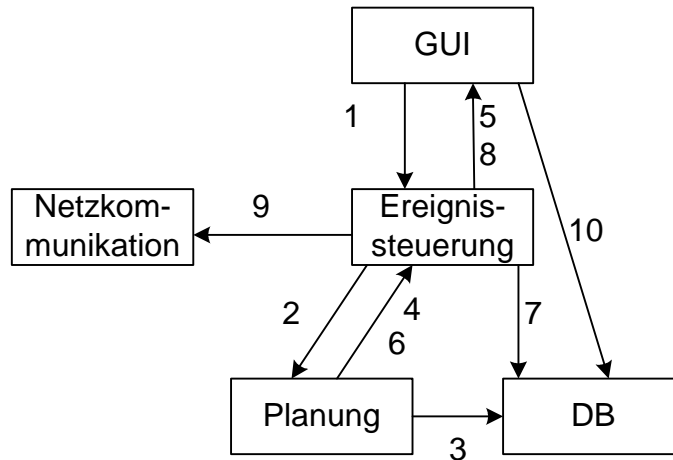 GUI
1
5
8
Netzkom-
munikation
9
Ereignis-
steuerung
10
2
4
6
7
Planung
3
DB